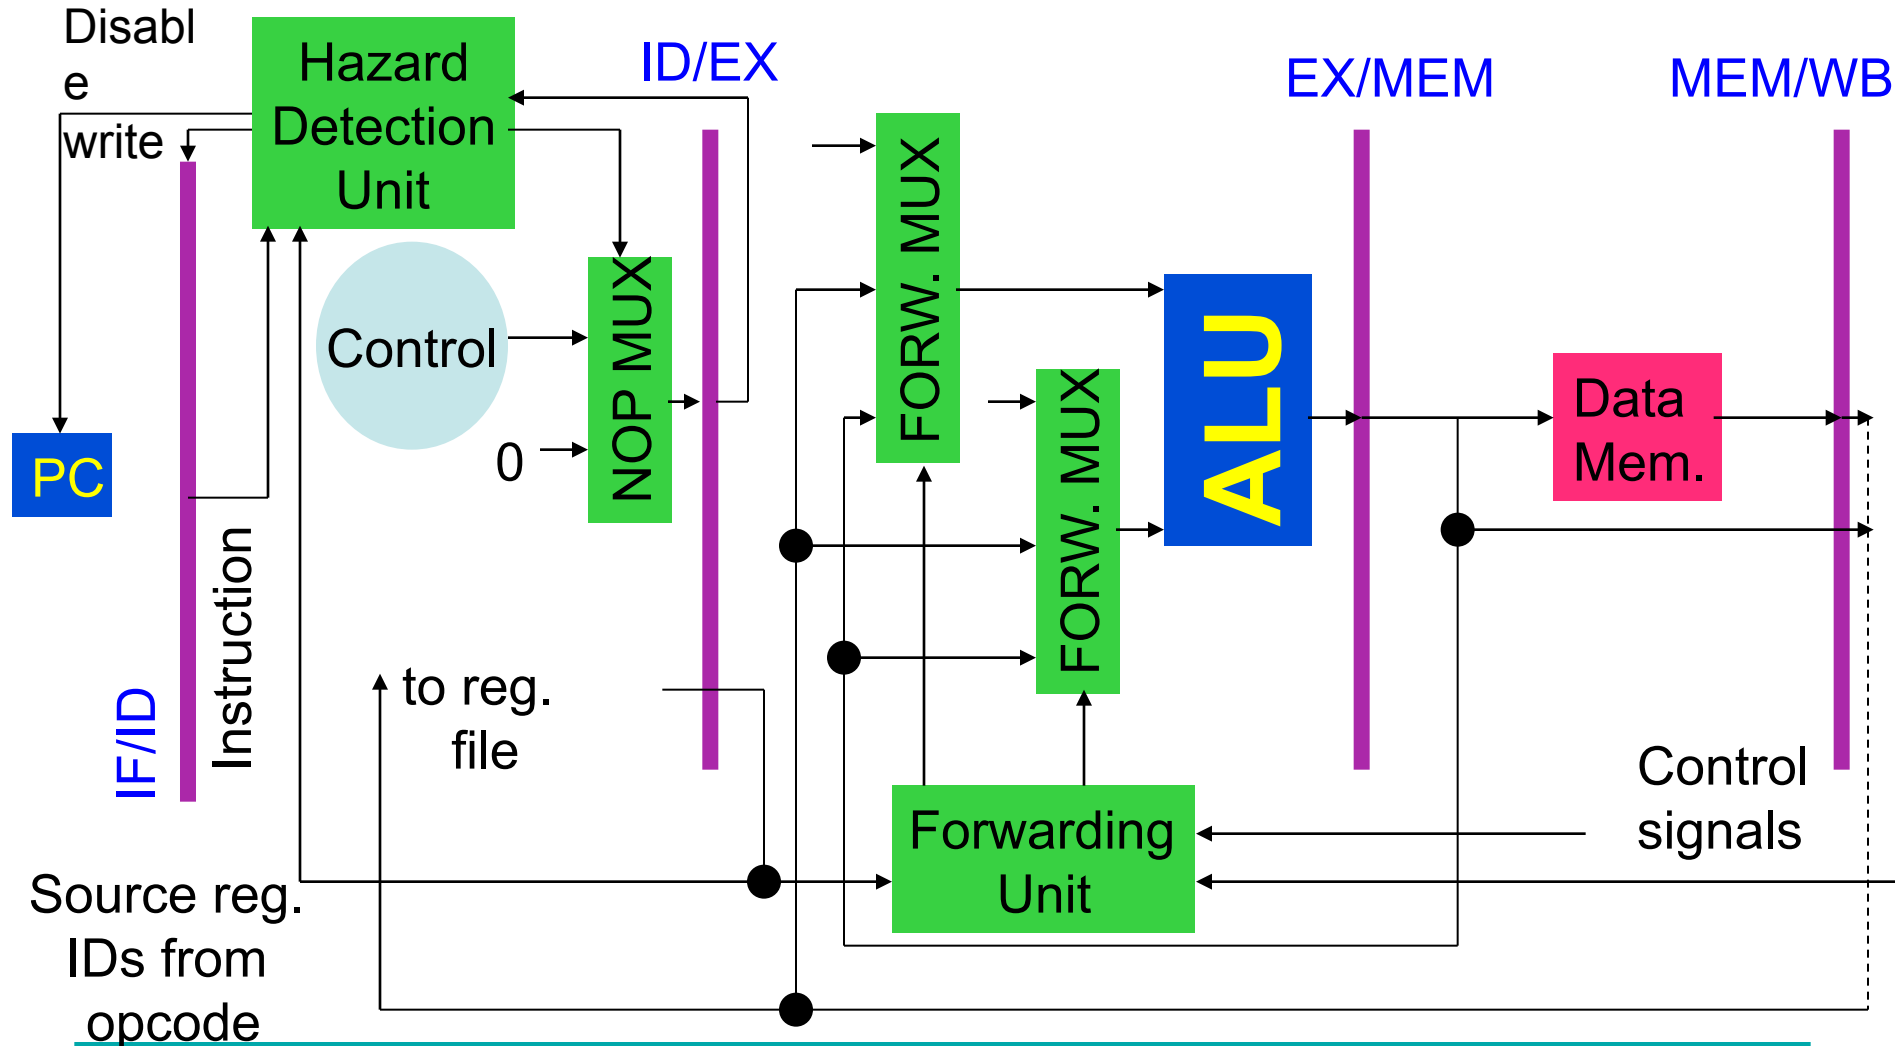 Disabl
e
write
Hazard
Detection
Unit
ID/EX
EX/MEM
MEM/WB
Control
0
NOP MUX
FORW. MUX
FORW. MUX
ALU
Data
Mem.
PC
IF/ID
Instruction
to reg.
file
Forwarding
Unit
Control
signals
Source reg.
IDs from
opcode